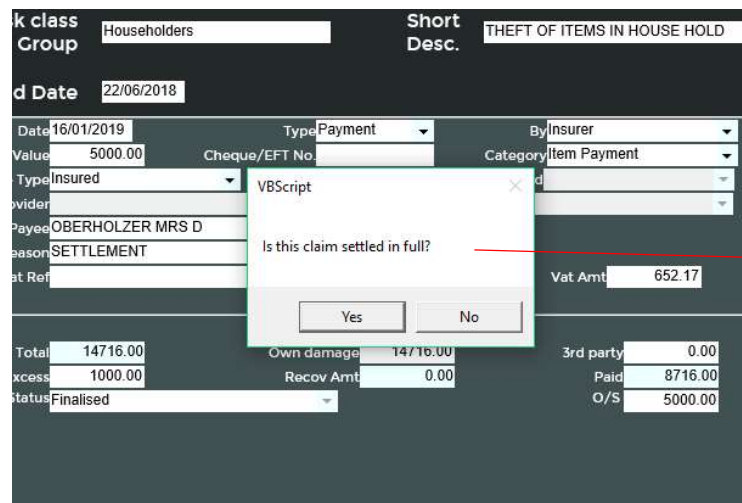 k class Householders Short THEFT OF ITEMS IN HOUSE HOLD
Group Desc.
d Date 22/06/2018
Date 16/01/2019 Type Payment By Insurer
Value 5000.00 Cheque/EFT No. Category Item Payment
Type Insured d
ovider
Payee OBERHOLZER MRS D
eason SETTLEMENT
at Ref Vat Amt 652.17
VBScript
Is this claim settled in full?
Yes No
Total 14716.00 Own damage 14716.00 3rd party 0.00
xcess 1000.00 Recov Amt 0.00 Paid 8716.00
Status Finalised O/S 5000.00